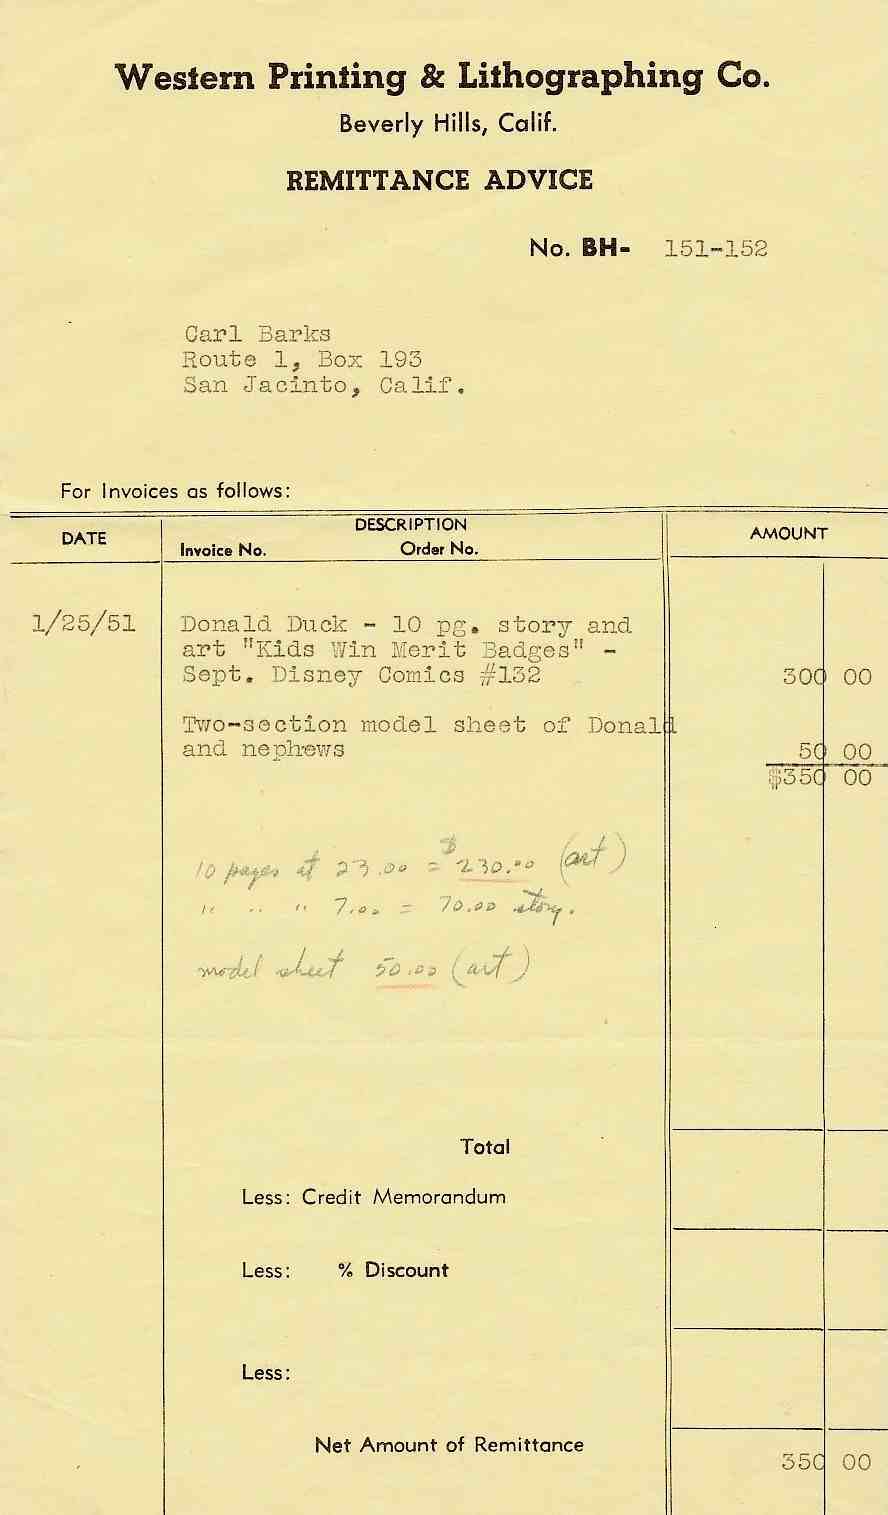 Western Printing & Lithographing Co.
Beverly Hills, Calif.
REMITTANCE ADVICE
No. BH- 151-152
Carl Barks
Route 1, Box 193
San Jacinto, Calif.
For Invoices as follows:
DATE
DESCRIPTION
AMOUNT
Invoice No. Order No.
1/25/51 Donald Duck - 10 pg. story and
art "Kids Win Merit Badges" -
Sept. Disney Comics #132 300 00
Two-section model sheet of Donald
and nephews 50 00
$350 00
10 pages at 23.00 = $230.00 (art)
" " " 7.00 = 70.00 story.
model sheet 50.00 (art)
Total
Less: Credit Memorandum
Less: % Discount
Less:
Net Amount of Remittance 350 00